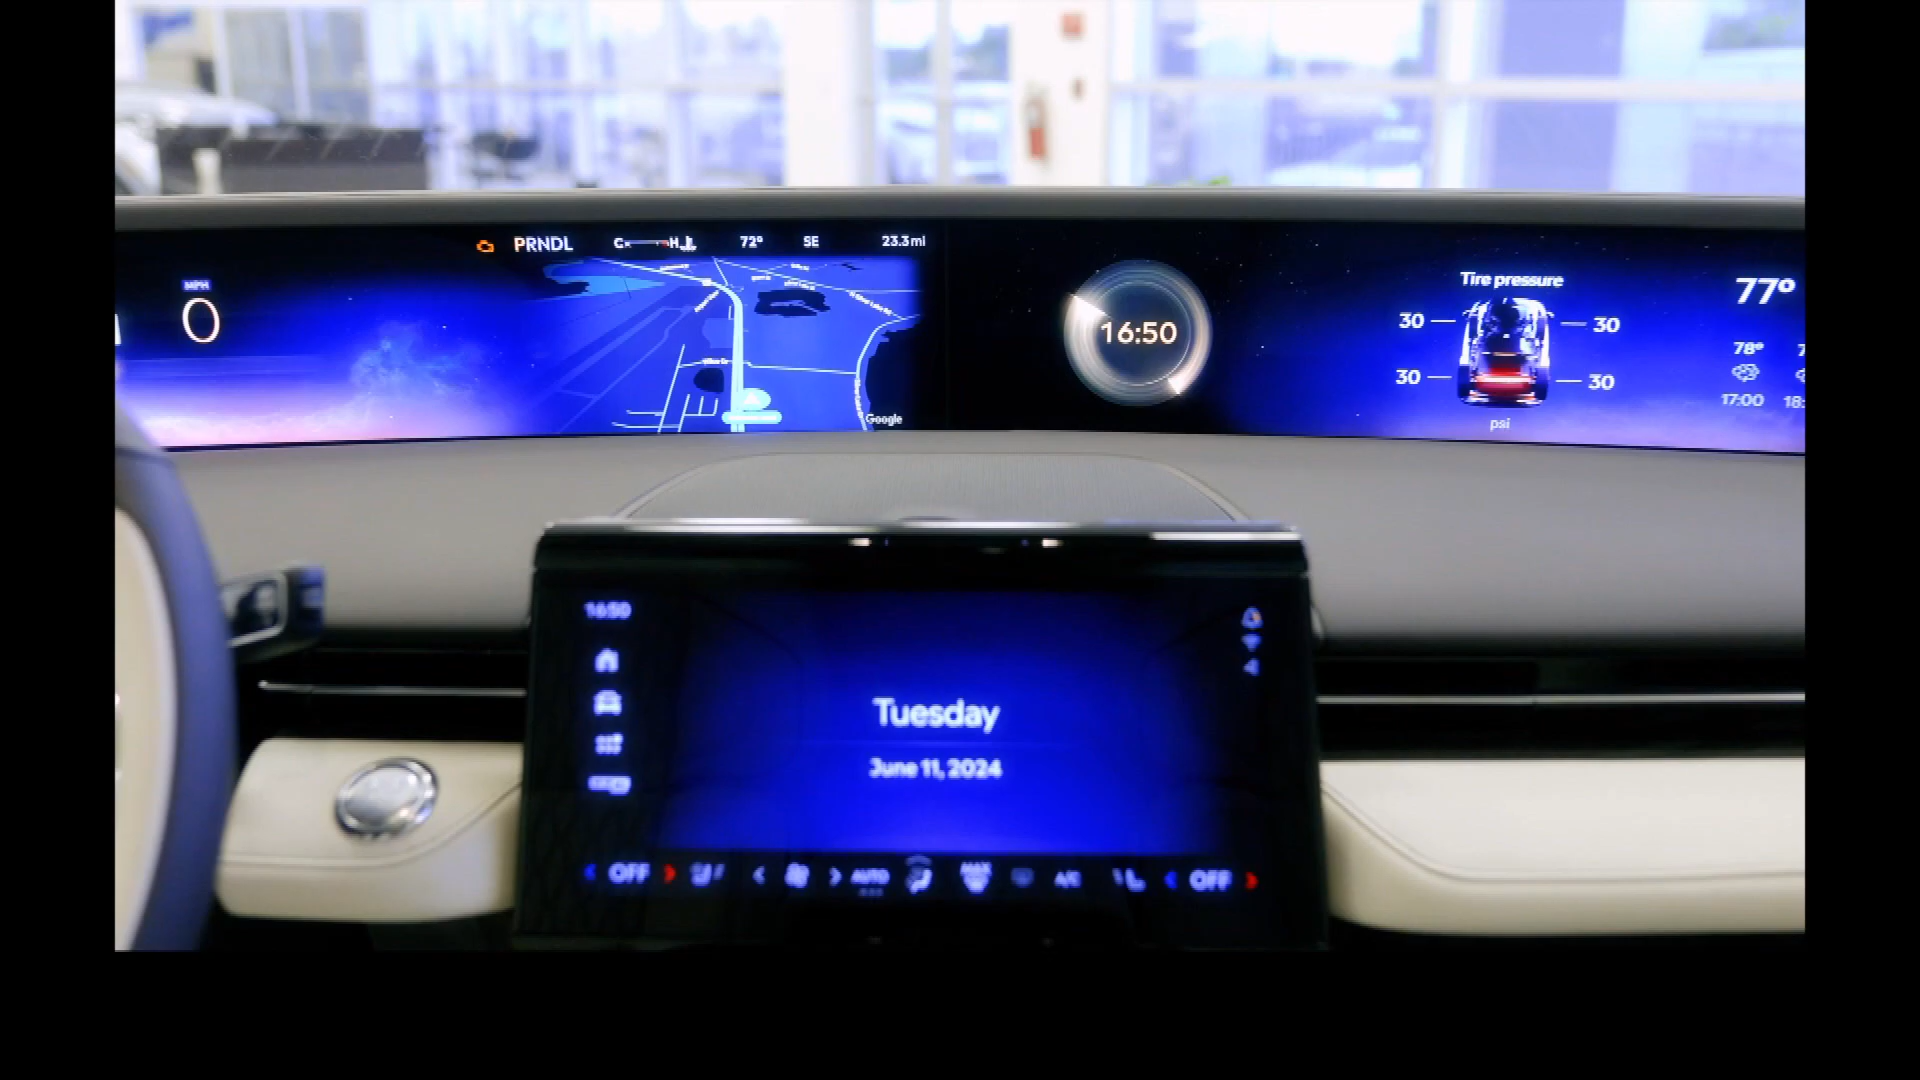 PRNDL
C
H
72°
SE
23.3 mi
MPH
0
Google
16:50
Tire pressure
30
30
30
30
psi
77°
78°
17:00
18:
16:50
Tuesday
June 11, 2024
OFF
AUTO
MAX
A/C
OFF